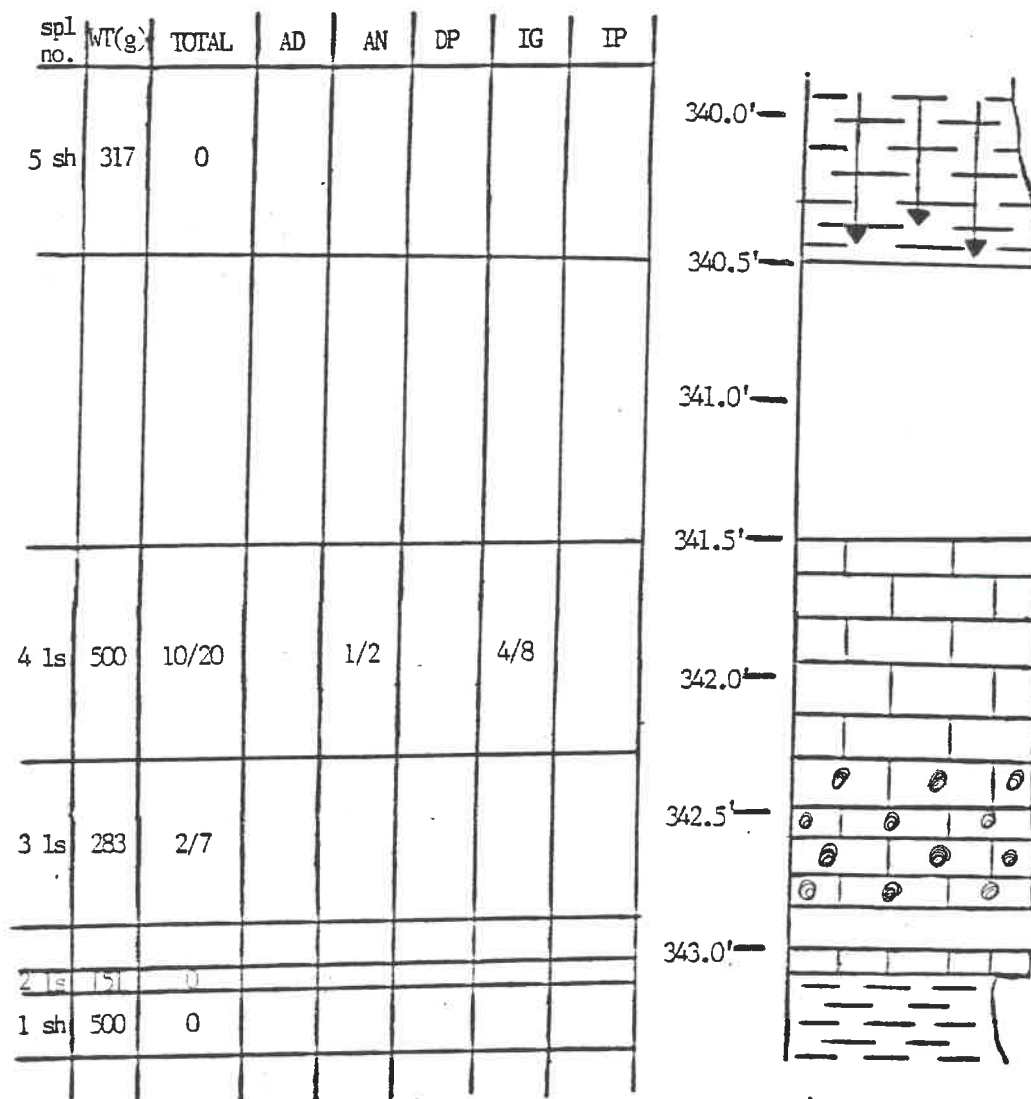 spl no. WT(g) TOTAL AD AN DP IG IP
340.0'
5 sh 317 0
340.5'
341.0'
341.5'
4 ls 500 10/20 1/2 4/8
342.0'
342.5'
3 ls 283 2/7
343.0'
2 ls 151 0
1 sh 500 0